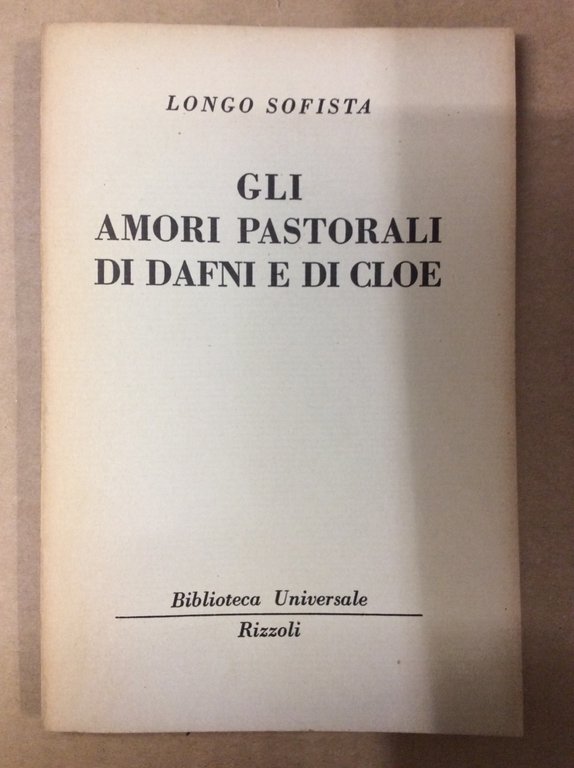 LONGO SOFISTA
GLI
AMORI PASTORALI
DI DAFNI E DI CLOE
Biblioteca Universale
Rizzoli